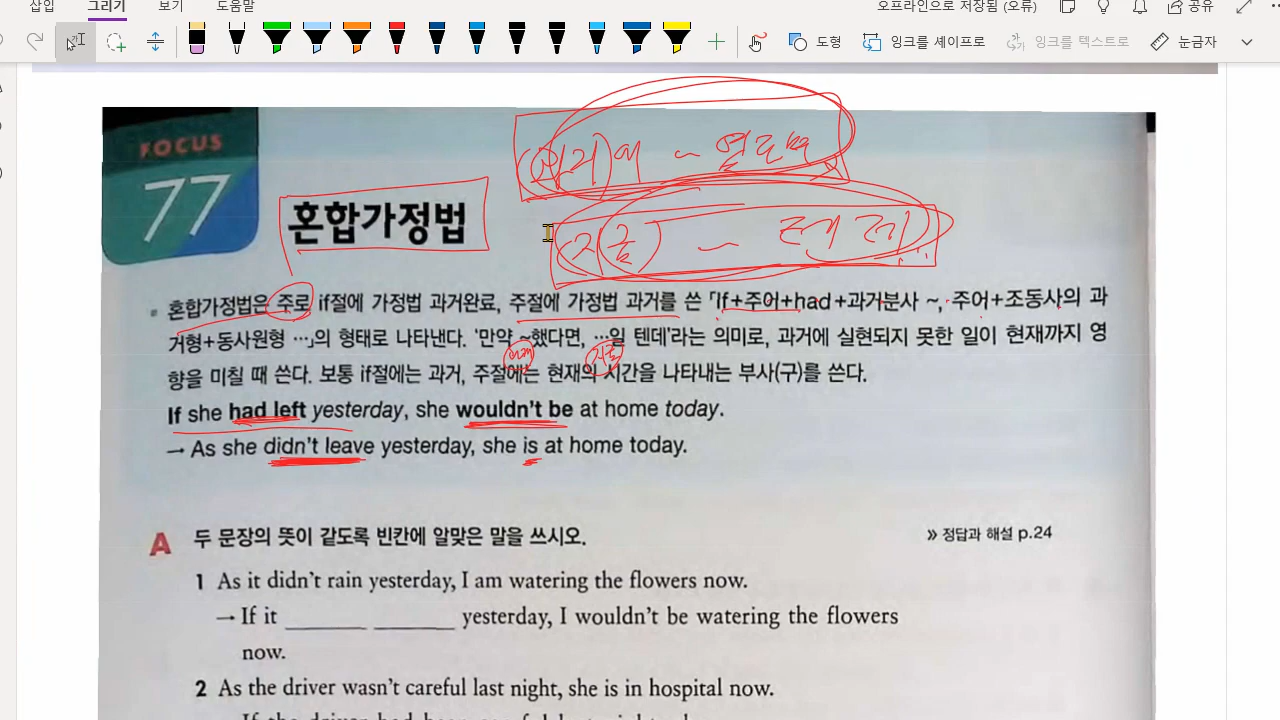 삽입 그리기 보기 도움말 오프라인으로 저장됨 (오류) 공유
도형 잉크를 셰이프로 잉크를 텍스트로 눈금자
FOCUS
77 혼합가정법
지금 ~ 텐데
혼합가정법은 주로 if절에 가정법 과거완료, 주절에 가정법 과거를 쓴 「If+주어+had+과거분사 ~, 주어+조동사의 과
거형+동사원형 …」의 형태로 나타낸다. ‘만약 ~했다면, …일 텐데’라는 의미로, 과거에 실현되지 못한 일이 현재까지 영
어제 지금
향을 미칠 때 쓴다. 보통 if절에는 과거, 주절에는 현재의 시간을 나타내는 부사(구)를 쓴다.
If she had left yesterday, she wouldn't be at home today.
→ As she didn't leave yesterday, she is at home today.
A 두 문장의 뜻이 같도록 빈칸에 알맞은 말을 쓰시오. » 정답과 해설 p.24
1 As it didn't rain yesterday, I am watering the flowers now.
→ If it ______ ______ yesterday, I wouldn't be watering the flowers
now.
2 As the driver wasn't careful last night, she is in hospital now.